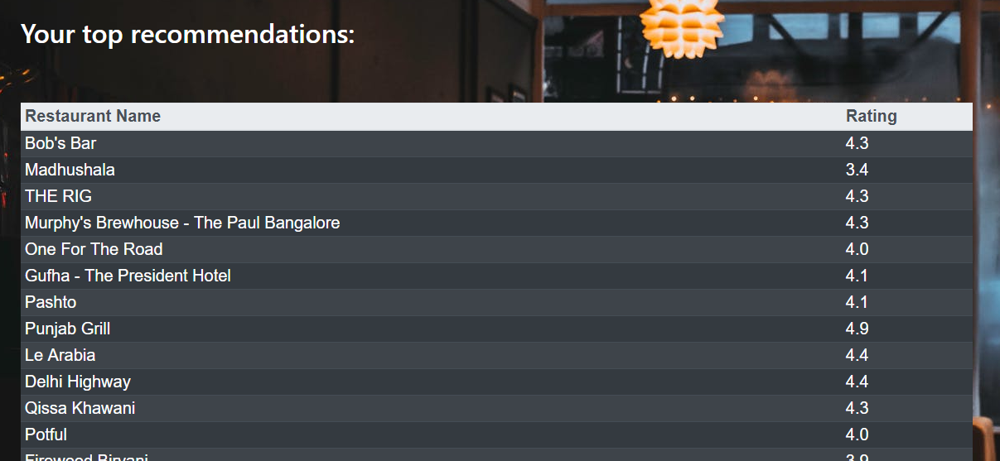 Your top recommendations:
Restaurant Name Rating
Bob's Bar 4.3
Madhushala 3.4
THE RIG 4.3
Murphy's Brewhouse - The Paul Bangalore 4.3
One For The Road 4.0
Gufha - The President Hotel 4.1
Pashto 4.1
Punjab Grill 4.9
Le Arabia 4.4
Delhi Highway 4.4
Qissa Khawani 4.3
Potful 4.0
Firewood Biryani 3.9